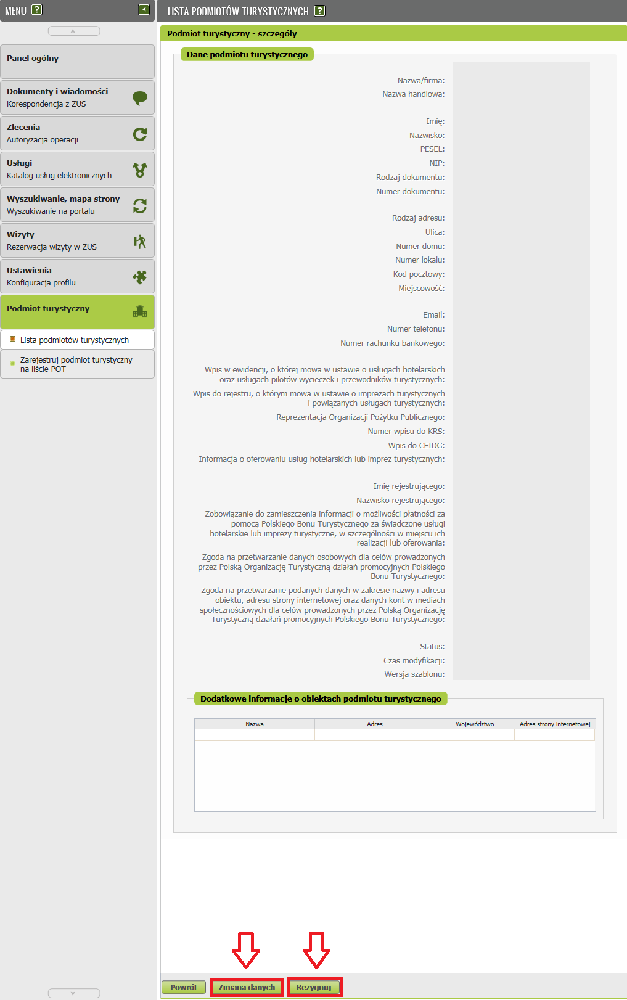 MENU ?
LISTA PODMIOTÓW TURYSTYCZNYCH ?
Panel ogólny
Dokumenty i wiadomości
Korespondencja z ZUS
Zlecenia
Autoryzacja operacji
Usługi
Katalog usług elektronicznych
Wyszukiwanie, mapa strony
Wyszukiwanie na portalu
Wizyty
Rezerwacja wizyty w ZUS
Ustawienia
Konfiguracja profilu
Podmiot turystyczny
Lista podmiotów turystycznych
Zarejestruj podmiot turystyczny
na liście POT
Podmiot turystyczny - szczegóły
Dane podmiotu turystycznego
Nazwa/firma:
Nazwa handlowa:
Imię:
Nazwisko:
PESEL:
NIP:
Rodzaj dokumentu:
Numer dokumentu:
Rodzaj adresu:
Ulica:
Numer domu:
Numer lokalu:
Kod pocztowy:
Miejscowość:
Email:
Numer telefonu:
Numer rachunku bankowego:
Wpis w ewidencji, o której mowa w ustawie o usługach hotelarskich
oraz usługach pilotów wycieczek i przewodników turystycznych:
Wpis do rejestru, o którym mowa w ustawie o imprezach turystycznych
i powiązanych usługach turystycznych:
Reprezentacja Organizacji Pożytku Publicznego:
Numer wpisu do KRS:
Wpis do CEIDG:
Informacja o oferowaniu usług hotelarskich lub imprez turystycznych:
Imię rejestrującego:
Nazwisko rejestrującego:
Zobowiązanie do zamieszczenia informacji o możliwości płatności za
pomocą Polskiego Bonu Turystycznego za świadczone usługi
hotelarskie lub imprezy turystyczne, w szczególności w miejscu ich
realizacji lub oferowania:
Zgoda na przetwarzanie danych osobowych dla celów prowadzonych
przez Polską Organizację Turystyczną działań promocyjnych Polskiego
Bonu Turystycznego:
Zgoda na przetwarzanie podanych danych w zakresie nazwy i adresu
obiektu, adresu strony internetowej oraz danych kont w mediach
społecznościowych dla celów prowadzonych przez Polską Organizację
Turystyczną działań promocyjnych Polskiego Bonu Turystycznego:
Status:
Czas modyfikacji:
Wersja szablonu:
Dodatkowe informacje o obiektach podmiotu turystycznego
Nazwa Adres Województwo Adres strony internetowej
Powrót Zmiana danych Rezygnuj